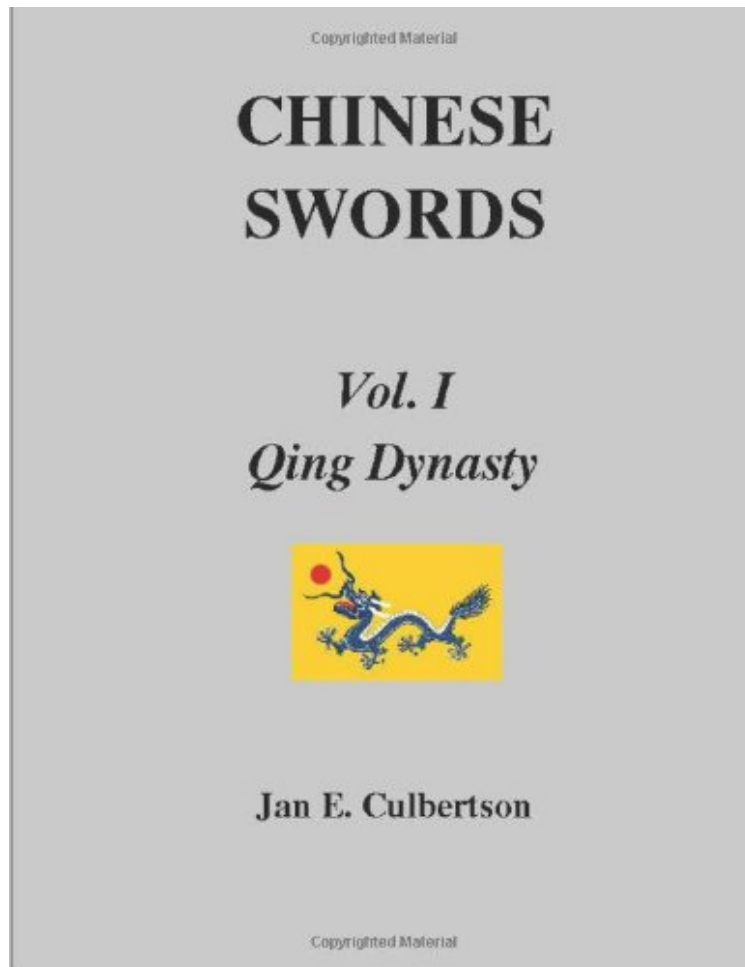 Copyrighted Material
CHINESE
SWORDS
Vol. I
Qing Dynasty
Jan E. Culbertson
Copyrighted Material